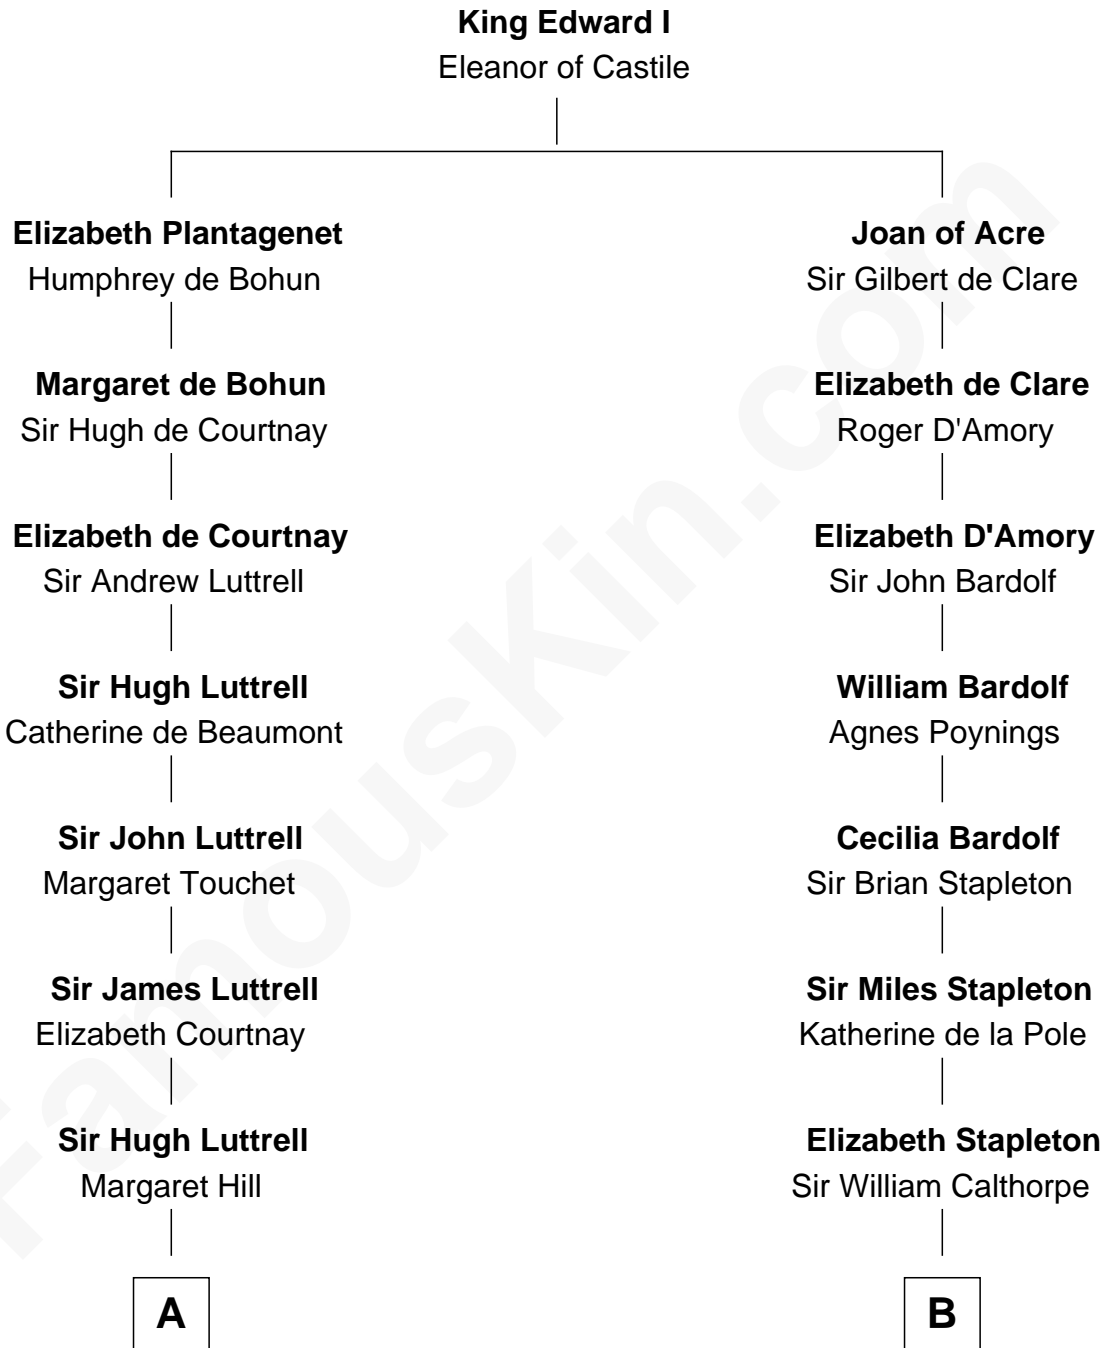 King Edward I
Eleanor of Castile
Elizabeth Plantagenet
Humphrey de Bohun
Margaret de Bohun
Sir Hugh de Courtnay
Elizabeth de Courtnay
Sir Andrew Luttrell
Sir Hugh Luttrell
Catherine de Beaumont
Sir John Luttrell
Margaret Touchet
Sir James Luttrell
Elizabeth Courtnay
Sir Hugh Luttrell
Margaret Hill
A
Joan of Acre
Sir Gilbert de Clare
Elizabeth de Clare
Roger D'Amory
Elizabeth D'Amory
Sir John Bardolf
William Bardolf
Agnes Poynings
Cecilia Bardolf
Sir Brian Stapleton
Sir Miles Stapleton
Katherine de la Pole
Elizabeth Stapleton
Sir William Calthorpe
B
FamousKin.com